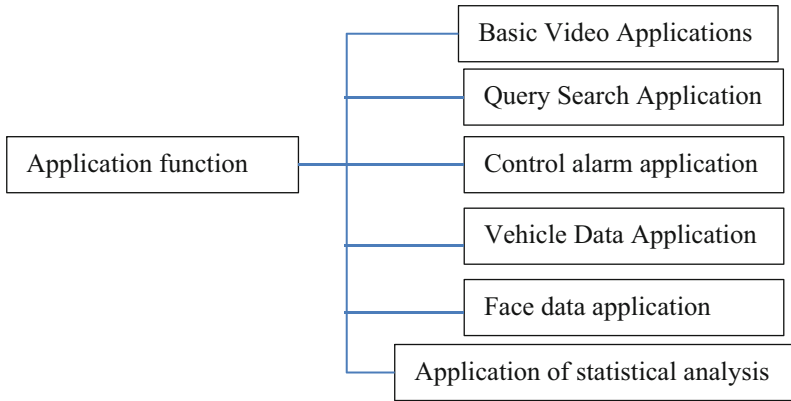 Basic Video Applications
Query Search Application
Application function
Control alarm application
Vehicle Data Application
Face data application
Application of statistical analysis